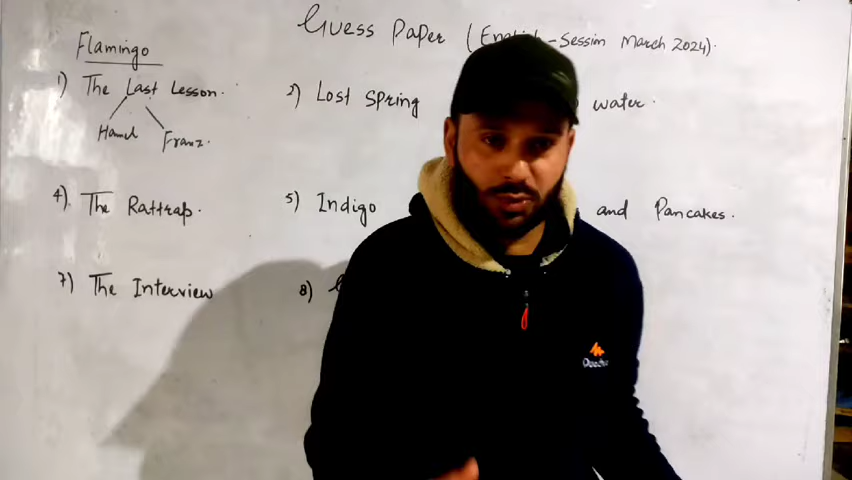 Guess Paper (English - Session March 2024).
Flamingo
1) The Last Lesson.
Hamel
Franz.
2) Lost Spring
water.
4) The Rattrap.
5) Indigo
and Pancakes.
7) The Interview
8)